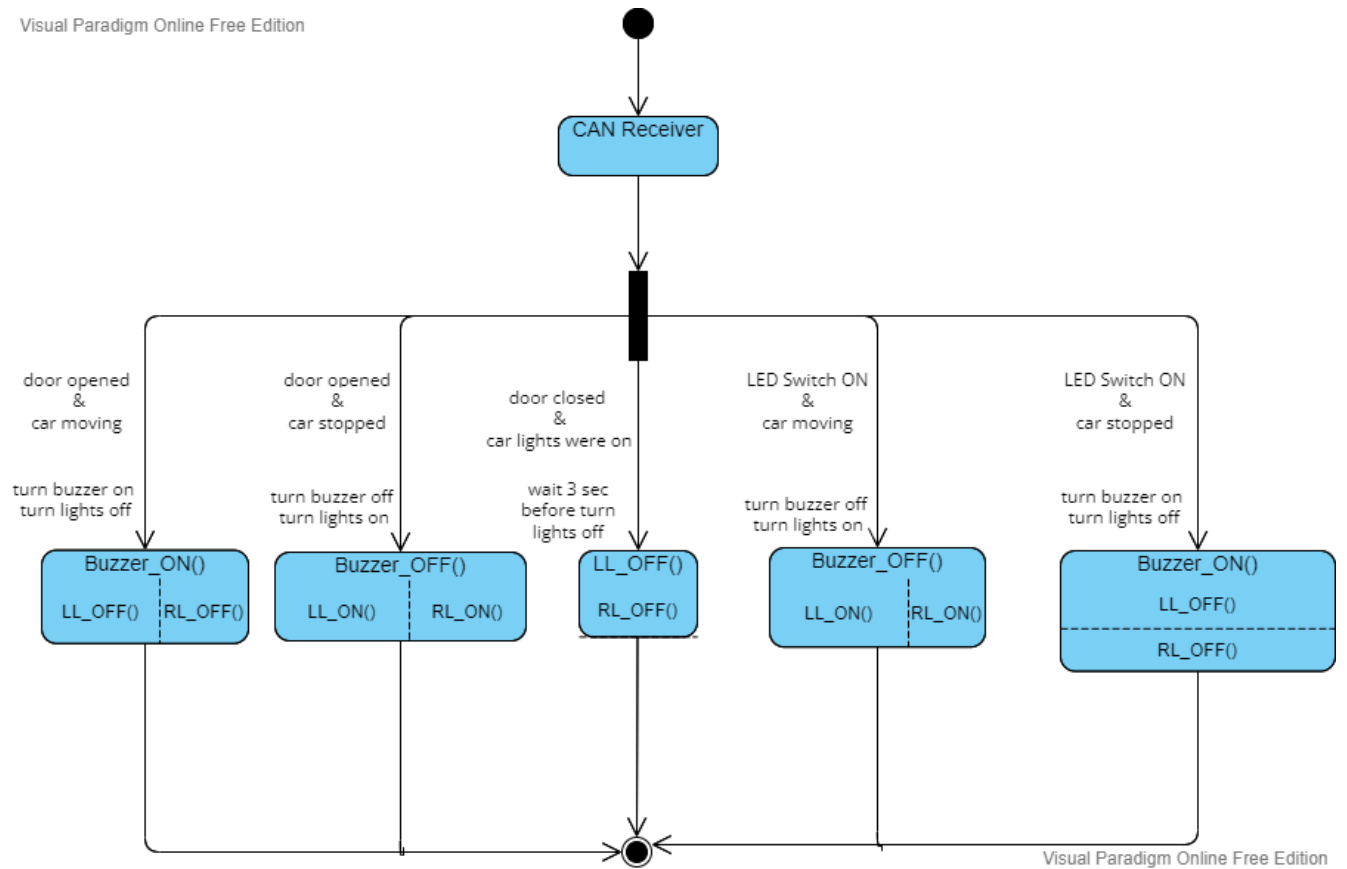 Visual Paradigm Online Free Edition
CAN Receiver
door opened
&
car moving
turn buzzer on
turn lights off
door opened
&
car stopped
turn buzzer off
turn lights on
door closed
&
car lights were on
wait 3 sec
before turn
lights off
LED Switch ON
&
car moving
turn buzzer off
turn lights on
LED Switch ON
&
car stopped
turn buzzer on
turn lights off
Buzzer_ON()
LL_OFF() RL_OFF()
Buzzer_OFF()
LL_ON() RL_ON()
LL_OFF()
RL_OFF()
Buzzer_OFF()
LL_ON() RL_ON()
Buzzer_ON()
LL_OFF()
RL_OFF()
Visual Paradigm Online Free Edition